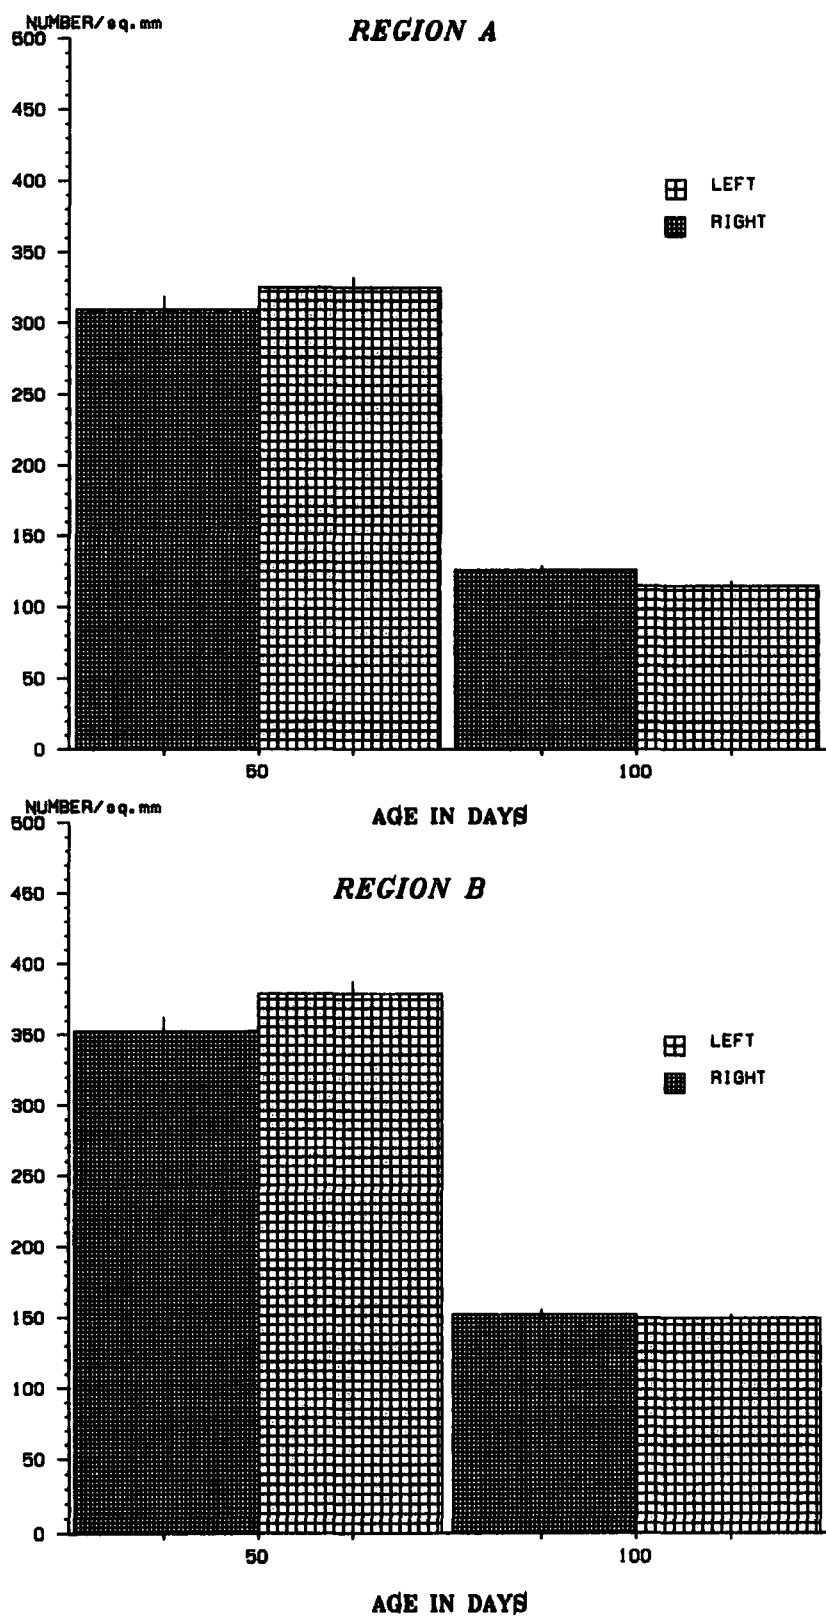 NUMBER/sq.mm
REGION A
500
450
400
350
300
250
200
150
100
50
0
LEFT
RIGHT
50
100
AGE IN DAYS
NUMBER/sq.mm
500
450
400
350
300
250
200
150
100
50
0
REGION B
LEFT
RIGHT
50
100
AGE IN DAYS